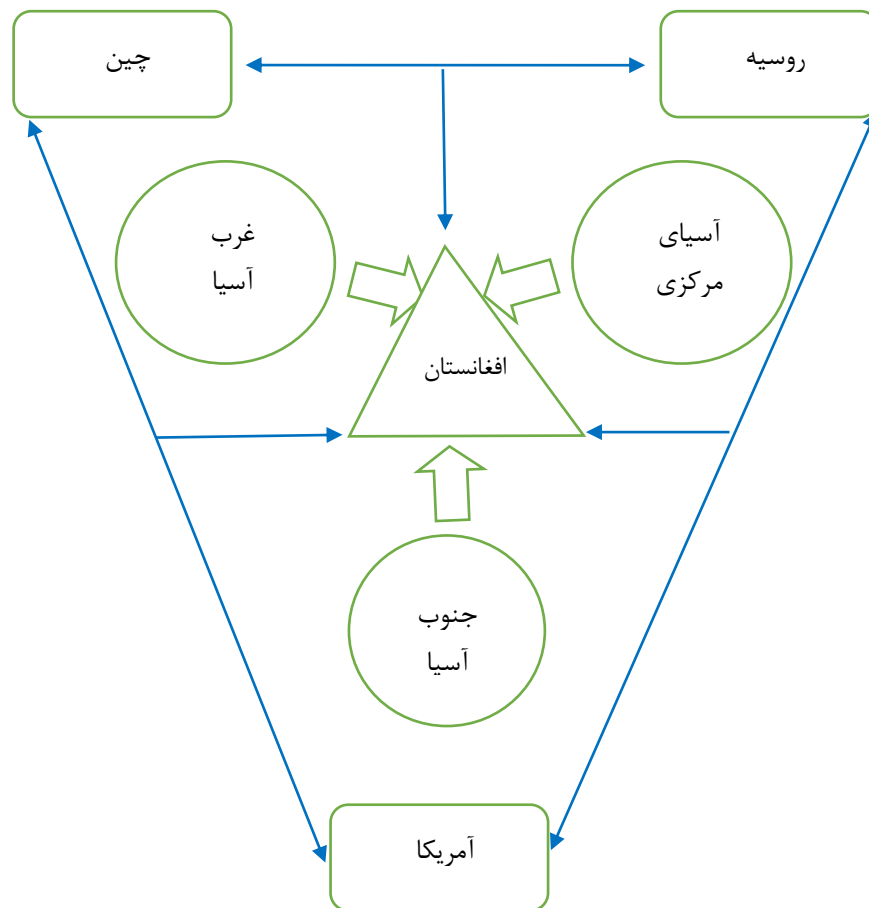 روسیه
چین
آسیای
مرکزی
غرب
آسیا
افغانستان
جنوب
آسیا
آمریکا